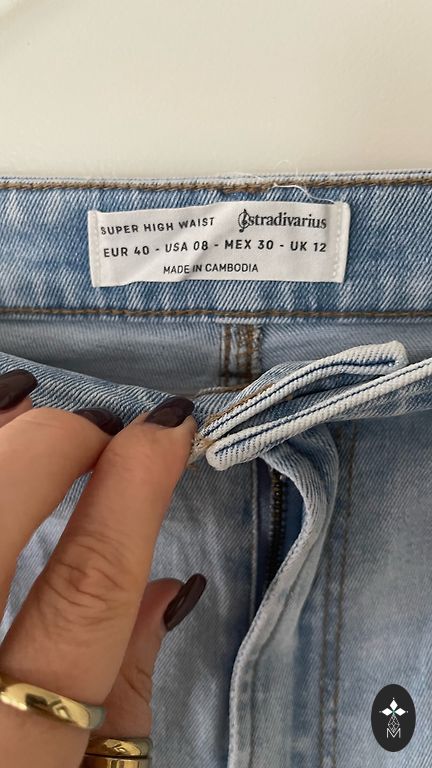 SUPER HIGH WAIST stradivarius
EUR 40 - USA 08 - MEX 30 - UK 12
MADE IN CAMBODIA
M